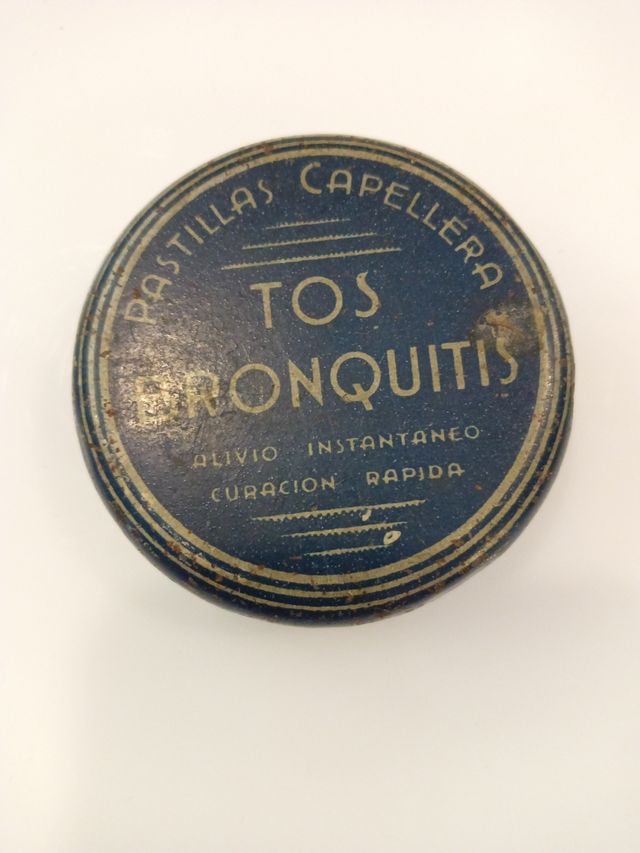 PASTILLAS CAPELLERA
TOS
BRONQUITIS
ALIVIO INSTANTANEO
CURACION RAPIDA